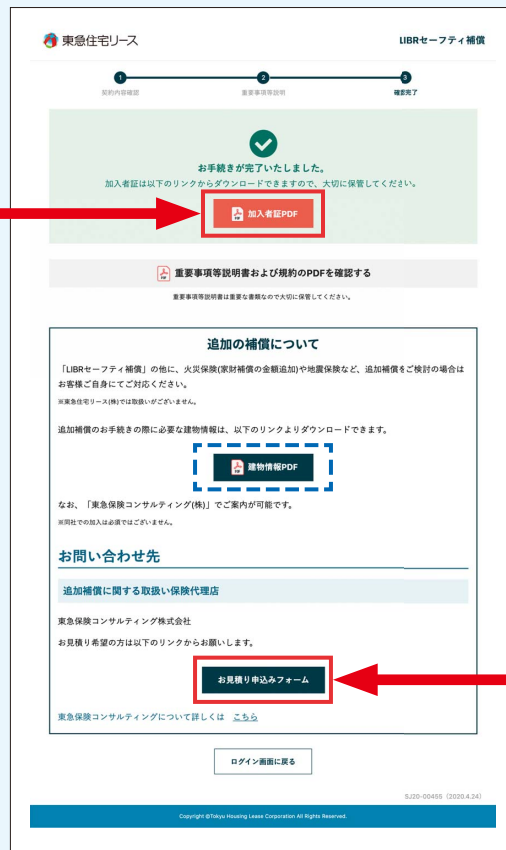 東急住宅リース
LIBRセーフティ補償
1
2
3
契約内容確認
重要事項等説明
確認完了
お手続きが完了いたしました。
加入者証は以下のリンクからダウンロードできますので、大切に保管してください。
加入者証PDF
重要事項等説明書および規約のPDFを確認する
重要事項等説明書は重要な書類なので大切に保管してください。
追加の補償について
「LIBRセーフティ補償」の他に、火災保険(家財補償の金額追加)や地震保険など、追加補償をご検討の場合は
お客様ご自身にてご対応ください。
※東急住宅リース(株)では取扱いがございません。
追加補償のお手続きの際に必要な建物情報は、以下のリンクよりダウンロードできます。
建物情報PDF
なお、「東急保険コンサルティング(株)」でご案内が可能です。
※同社での加入は必須ではございません。
お問い合わせ先
追加補償に関する取扱い保険代理店
東急保険コンサルティング株式会社
お見積り希望の方は以下のリンクからお願いします。
お見積り申込みフォーム
東急保険コンサルティングについて詳しくは こちら
ログイン画面に戻る
SJ20-00455（2020.4.24）
Copyright @Tokyu Housing Lease Corporation All Rights Reserved.